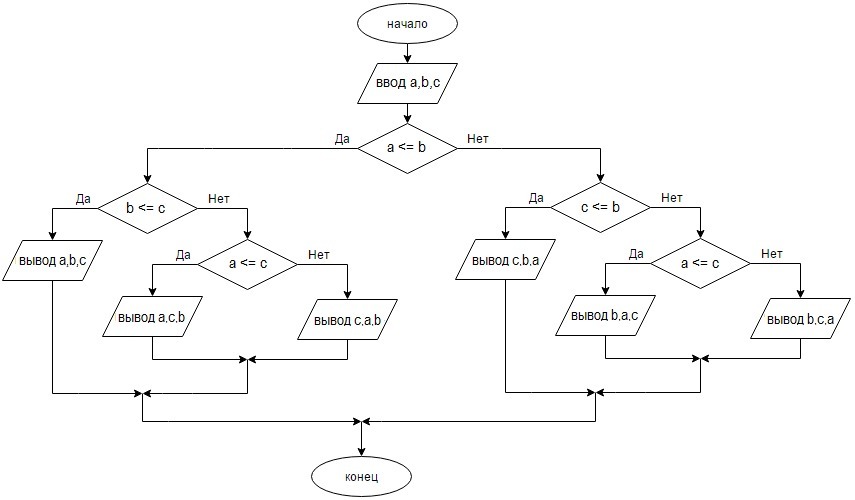 начало
ввод a,b,c
a <= b
Да
Нет
b <= c
Да
Нет
вывод a,b,c
a <= c
Да
Нет
вывод a,c,b
вывод c,a,b
c <= b
Да
Нет
вывод c,b,a
a <= c
Да
Нет
вывод b,a,c
вывод b,c,a
конец